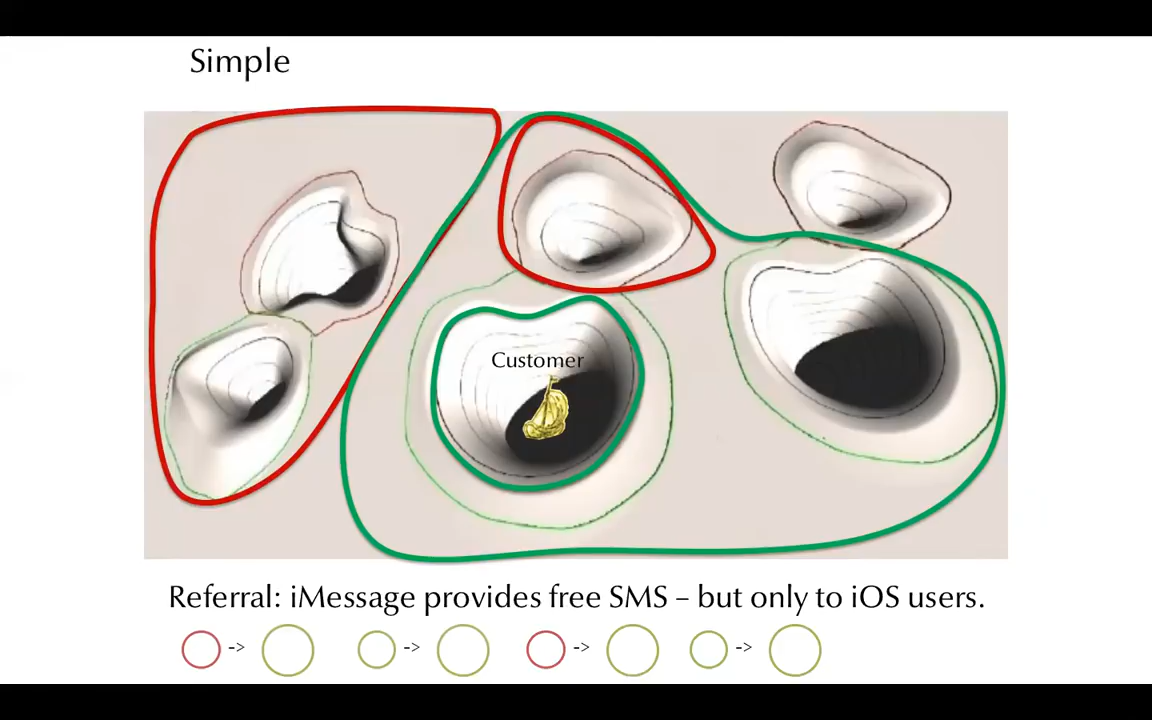 Simple
Customer
Referral: iMessage provides free SMS – but only to iOS users.
-> -> -> ->